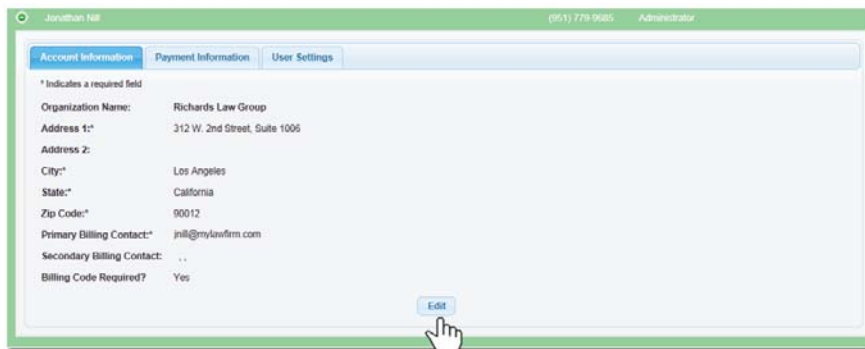 Jonathan Nill (951) 779-9685 Administrator
Account Information Payment Information User Settings
* Indicates a required field
Organization Name: Richards Law Group
Address 1:* 312 W. 2nd Street, Suite 1006
Address 2:
City:* Los Angeles
State:* California
Zip Code:* 90012
Primary Billing Contact:* jnill@mylawfirm.com
Secondary Billing Contact: , ,
Billing Code Required? Yes
Edit